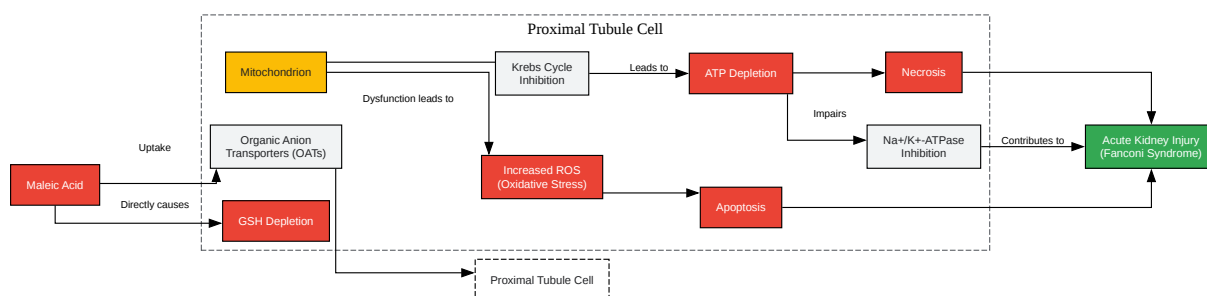 Proximal Tubule Cell
Mitochondrion
Krebs Cycle
Inhibition
Leads to
ATP Depletion
Necrosis
Dysfunction leads to
Impairs
Uptake
Organic Anion
Transporters (OATs)
Na+/K+-ATPase
Inhibition
Contributes to
Acute Kidney Injury
(Fanconi Syndrome)
Maleic Acid
Increased ROS
(Oxidative Stress)
Directly causes
GSH Depletion
Apoptosis
Proximal Tubule Cell